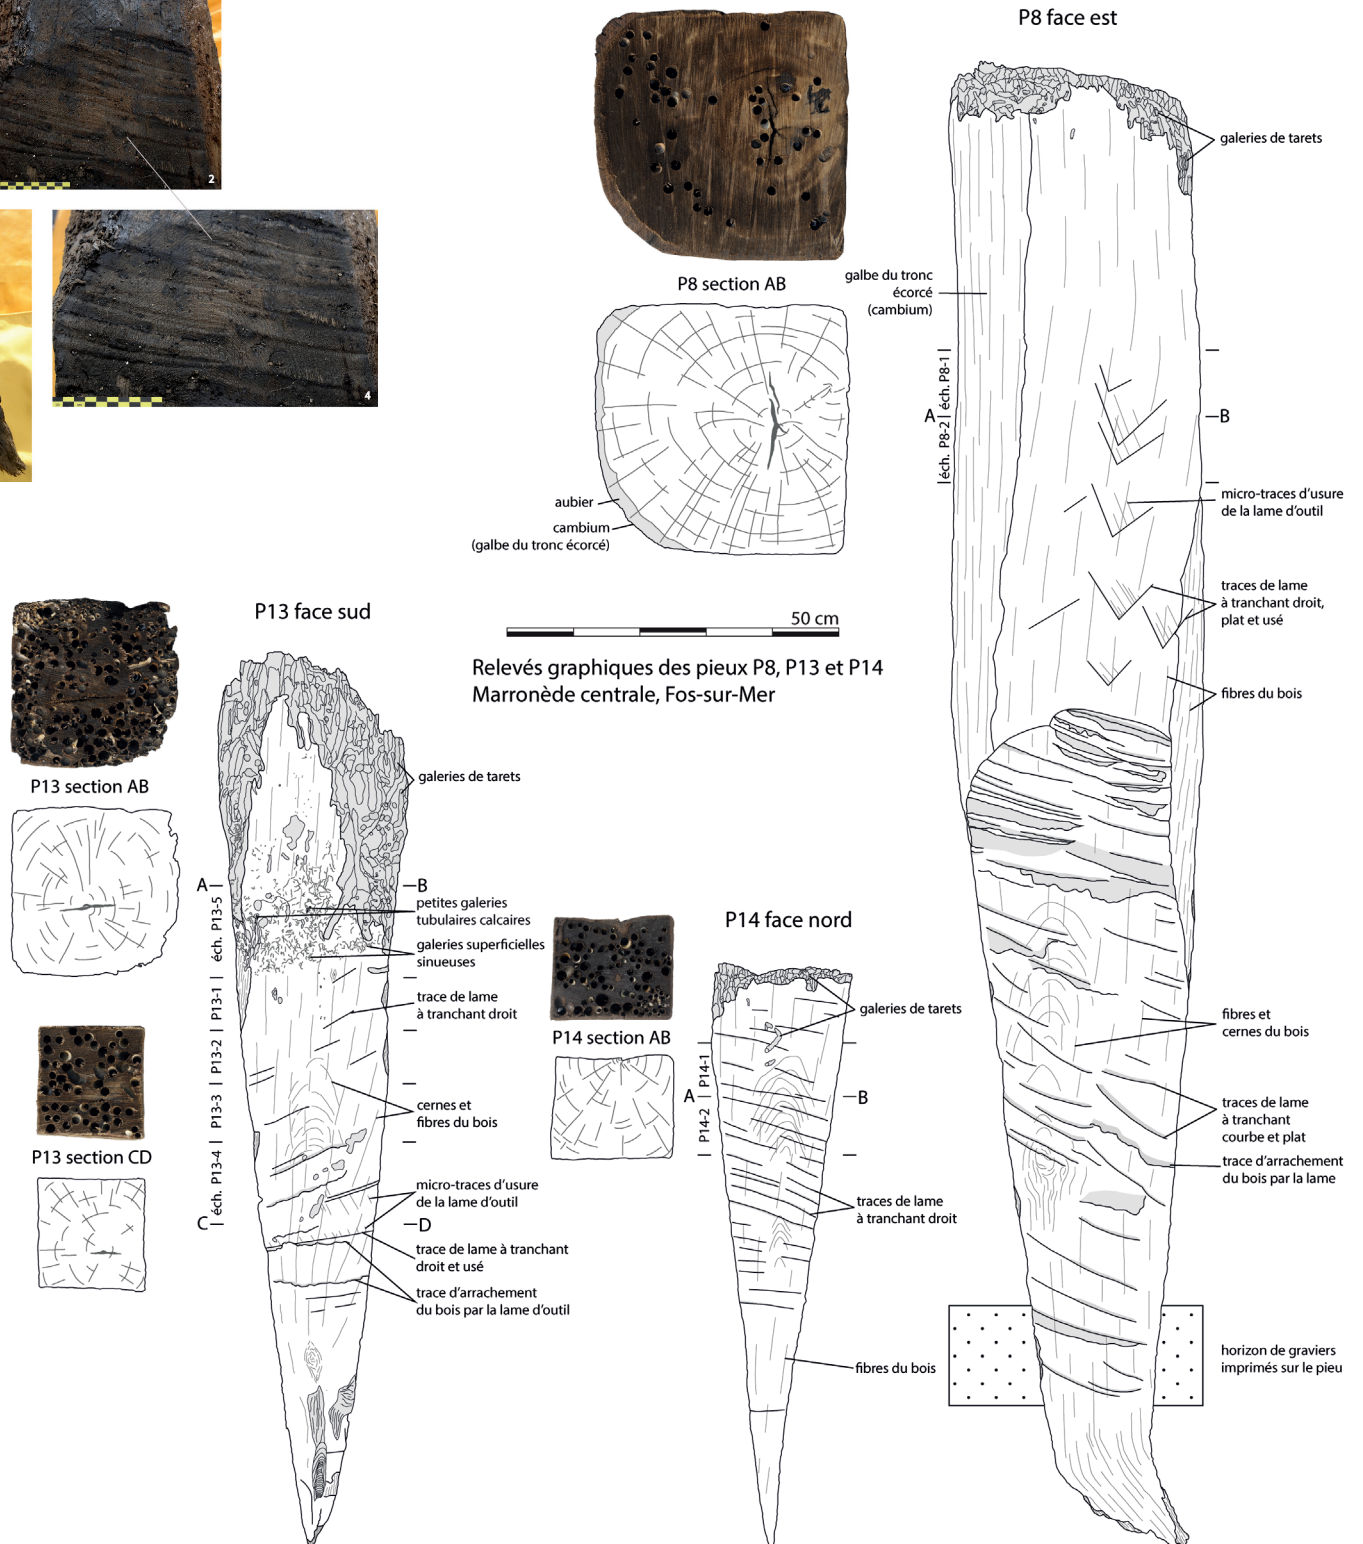 2
4
P8 face est
galeries de tarets
P8 section AB
galbe du tronc
écorcé
(cambium)
éch. P8-1
A
B
éch. P8-2
aubier
cambium
(galbe du tronc écorcé)
micro-traces d'usure
de la lame d'outil
traces de lame
à tranchant droit,
plat et usé
fibres du bois
50 cm
Relevés graphiques des pieux P8, P13 et P14
Marronède centrale, Fos-sur-Mer
P13 face sud
P13 section AB
galeries de tarets
A
B
éch. P13-5
petites galeries
tubulaires calcaires
galeries superficielles
sinueuses
P13-1
trace de lame
à tranchant droit
P13-2
P13-3
cernes et
fibres du bois
P13 section CD
éch. P13-4
micro-traces d'usure
de la lame d'outil
C
D
trace de lame à tranchant
droit et usé
trace d'arrachement
du bois par la lame d'outil
P14 face nord
P14 section AB
galeries de tarets
P14-1
A
B
P14-2
traces de lame
à tranchant droit
fibres du bois
fibres et
cernes du bois
traces de lame
à tranchant
courbe et plat
trace d'arrachement
du bois par la lame
horizon de graviers
imprimés sur le pieu